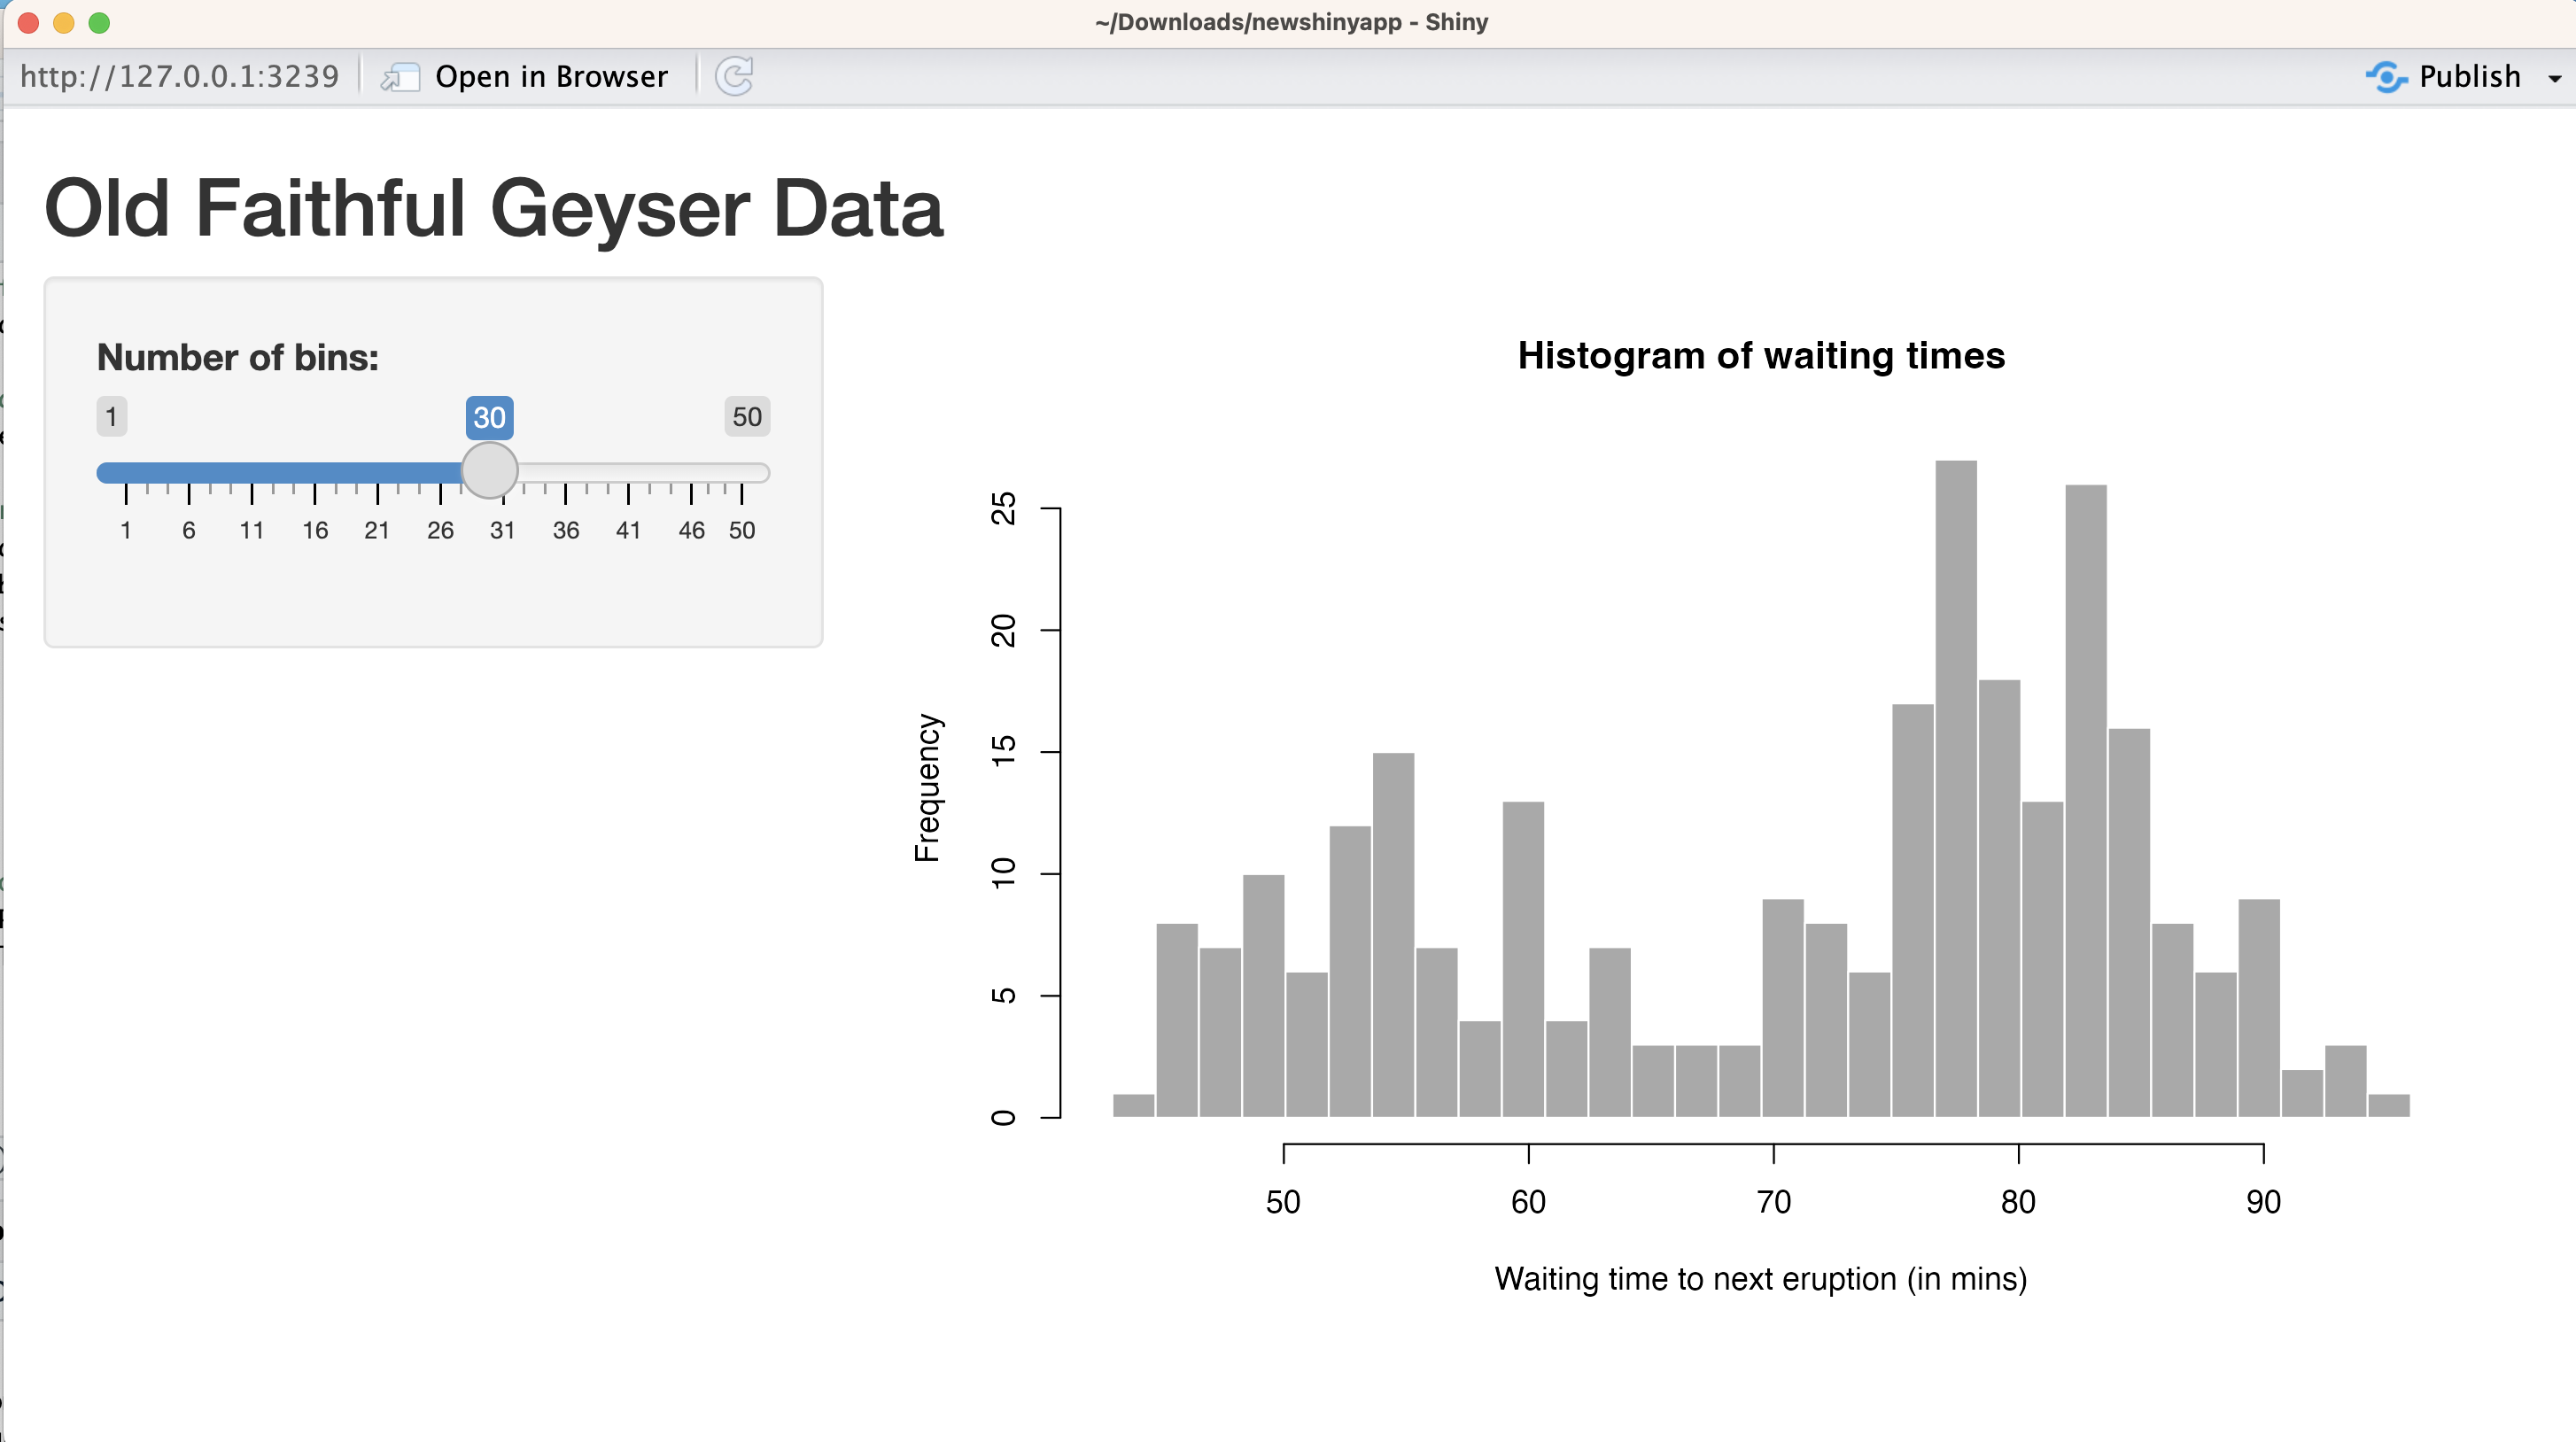 ~/Downloads/newshinyapp - Shiny
http://127.0.0.1:3239 Open in Browser Publish
Old Faithful Geyser Data
Number of bins:
1 30 50
1 6 11 16 21 26 31 36 41 46 50
Histogram of waiting times
Frequency
25
20
15
10
5
0
50 60 70 80 90
Waiting time to next eruption (in mins)